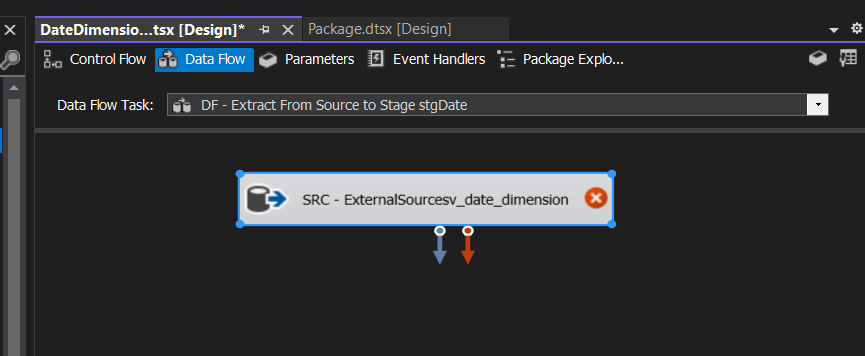 DateDimensio...tsx [Design]* Package.dtsx [Design]
Control Flow Data Flow Parameters Event Handlers Package Explo...
Data Flow Task: DF - Extract From Source to Stage stgDate
SRC - ExternalSourcesv_date_dimension